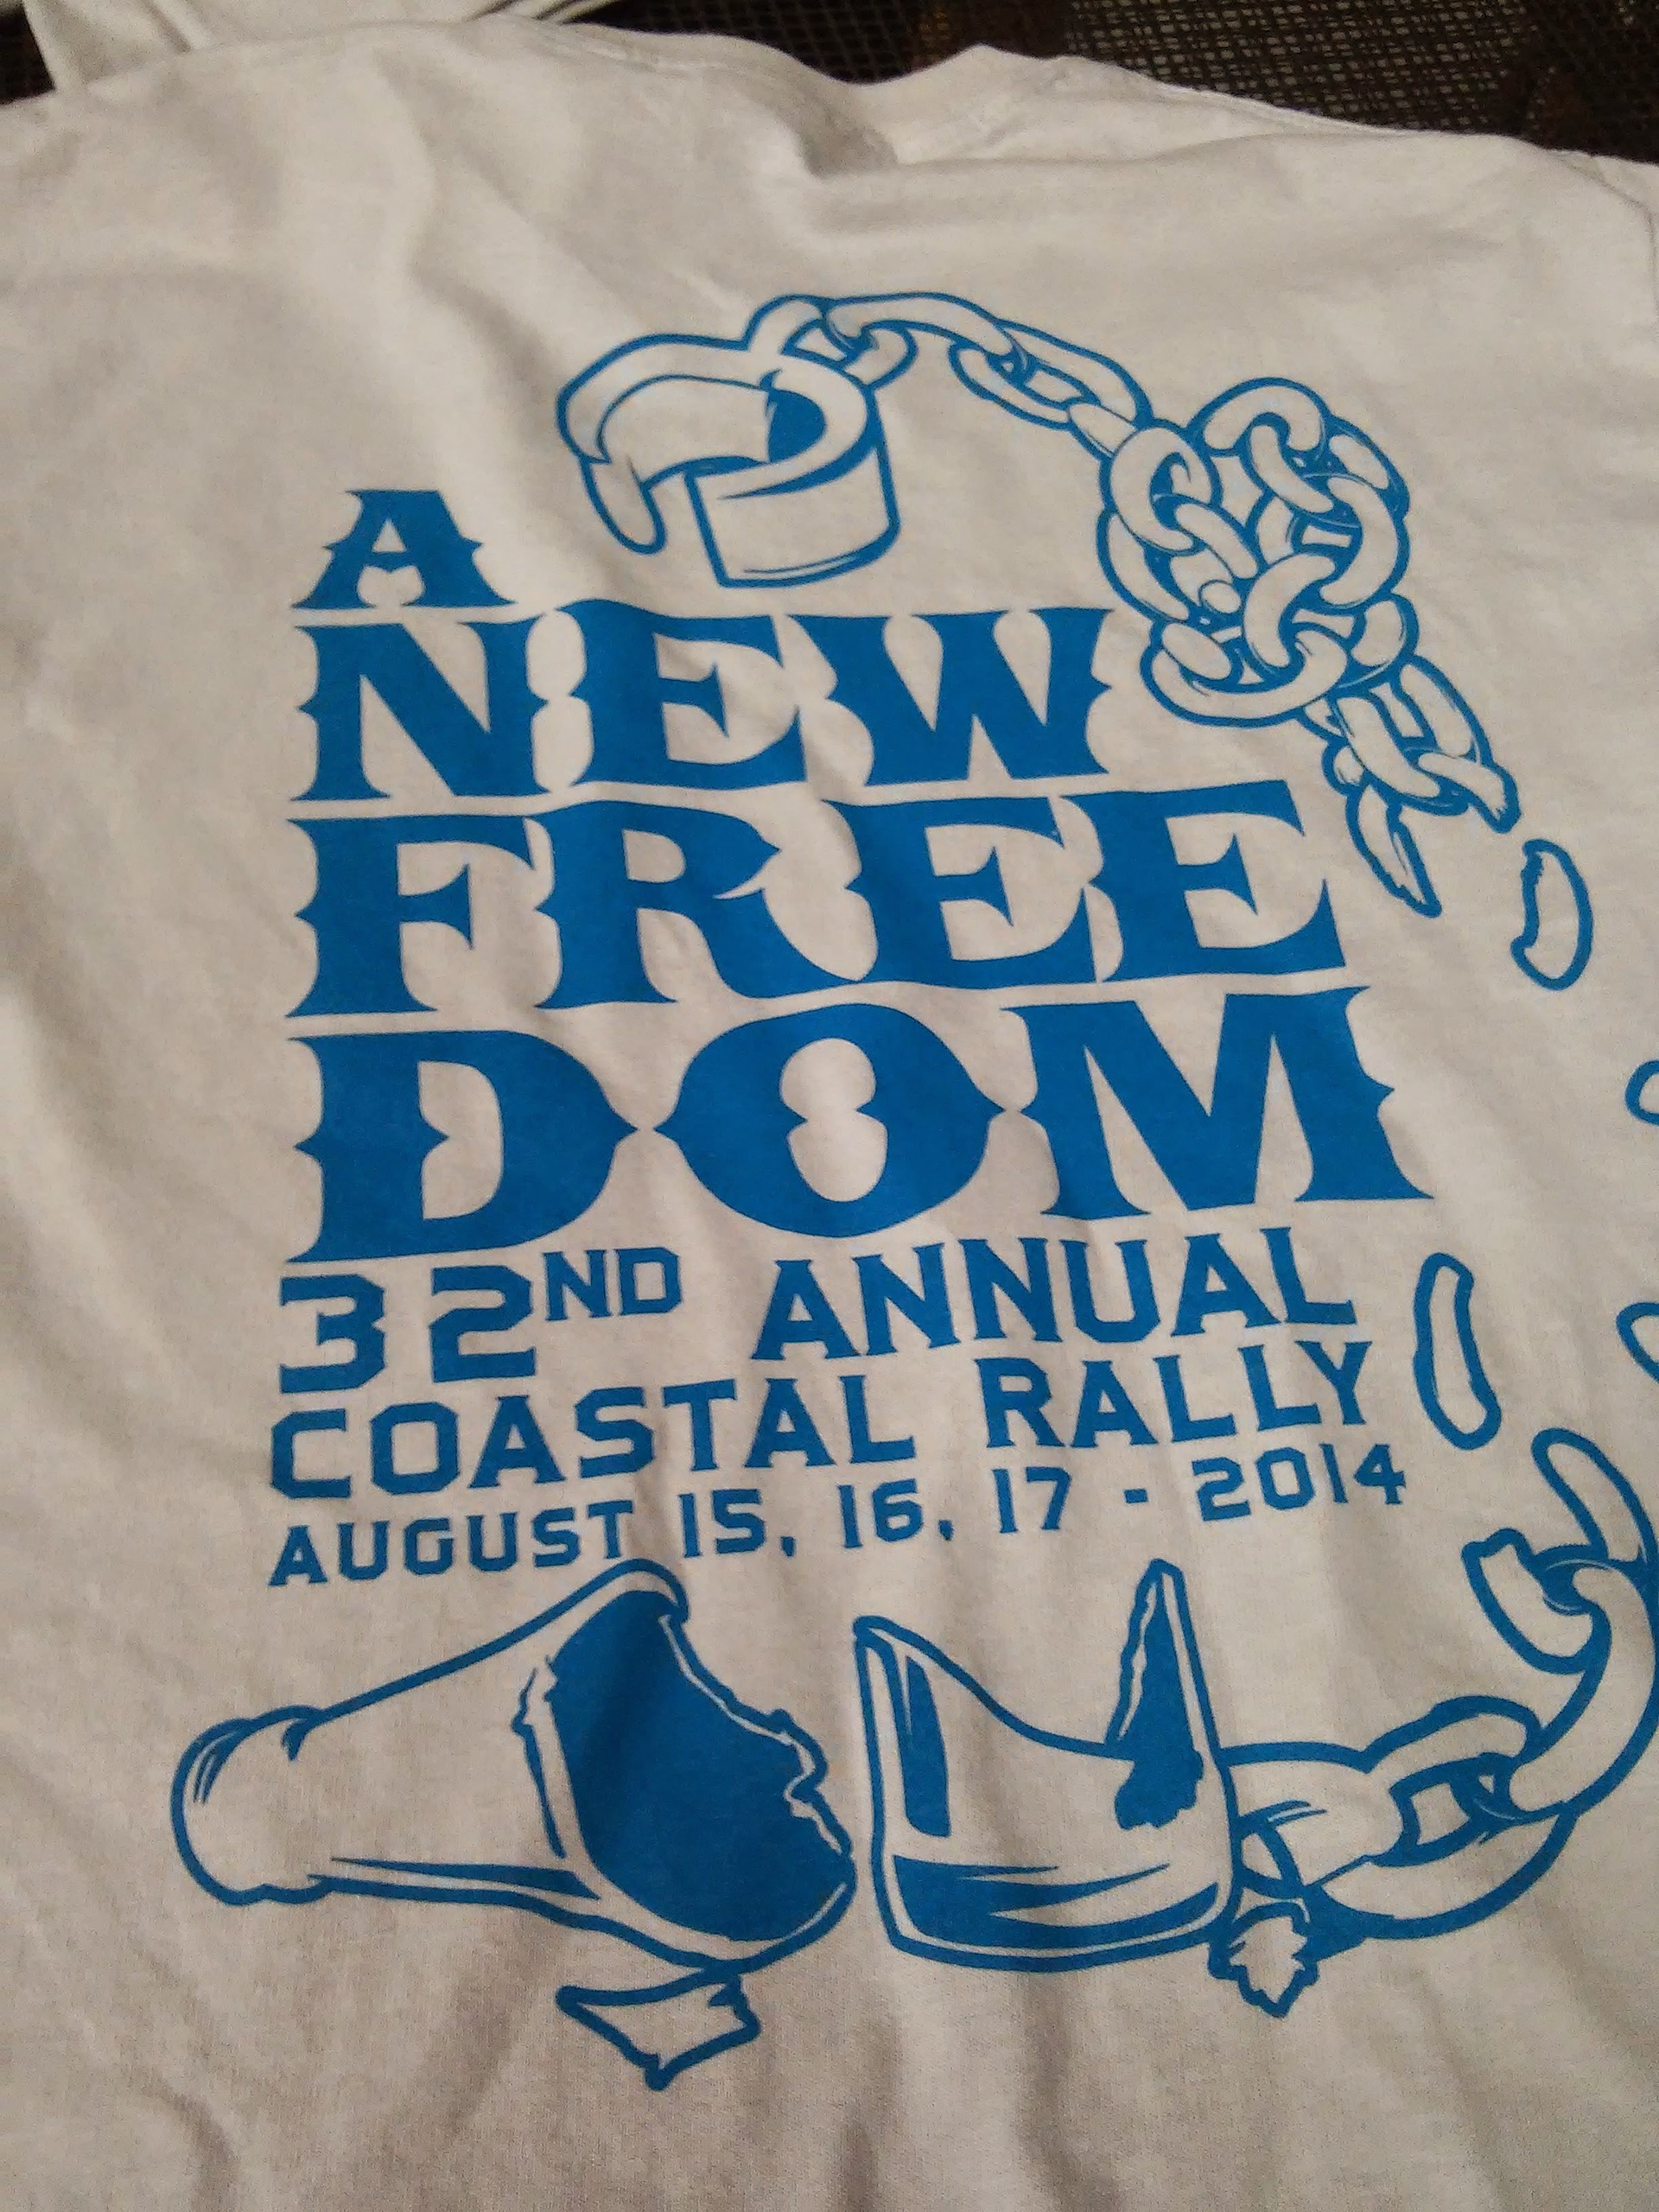 A
NEW
FREE
DOM
32ND ANNUAL
COASTAL RALLY
AUGUST 15, 16, 17 - 2014